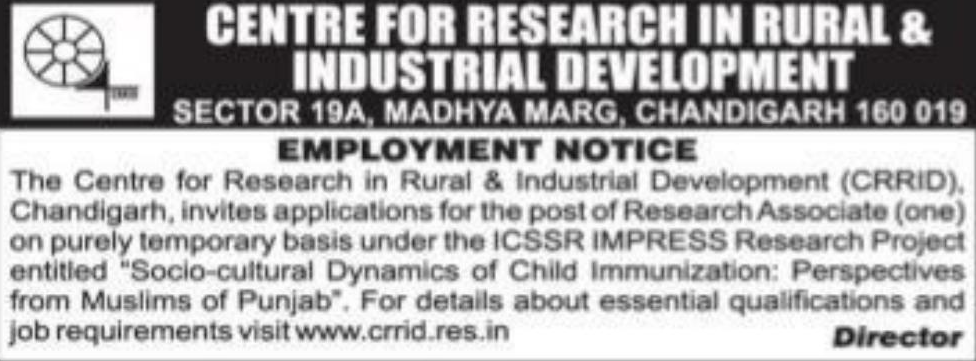 CENTRE FOR RESEARCH IN RURAL &
INDUSTRIAL DEVELOPMENT
SECTOR 19A, MADHYA MARG, CHANDIGARH 160 019
EMPLOYMENT NOTICE
The Centre for Research in Rural & Industrial Development (CRRID),
Chandigarh, invites applications for the post of Research Associate (one)
on purely temporary basis under the ICSSR IMPRESS Research Project
entitled "Socio-cultural Dynamics of Child Immunization: Perspectives
from Muslims of Punjab". For details about essential qualifications and
job requirements visit www.crrid.res.in
Director